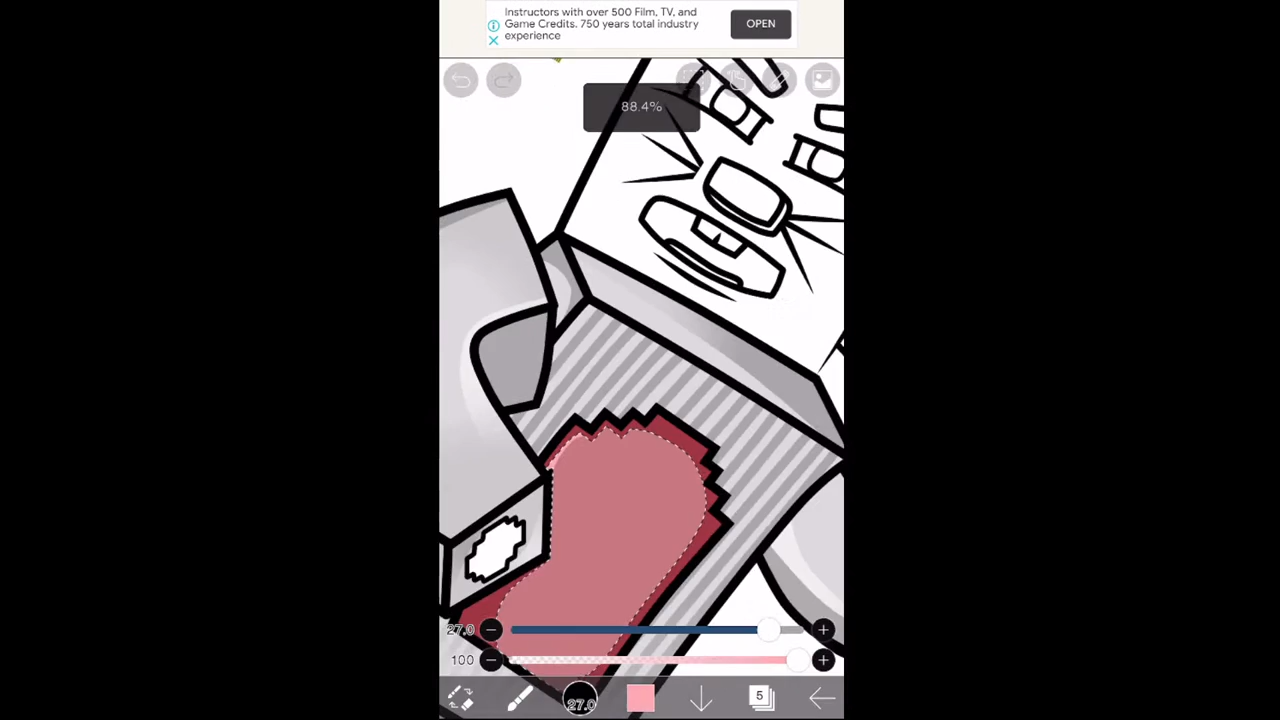 Instructors with over 500 Film, TV, and
Game Credits. 750 years total industry
experience
OPEN
88.4%
27.0
100
27.0
5